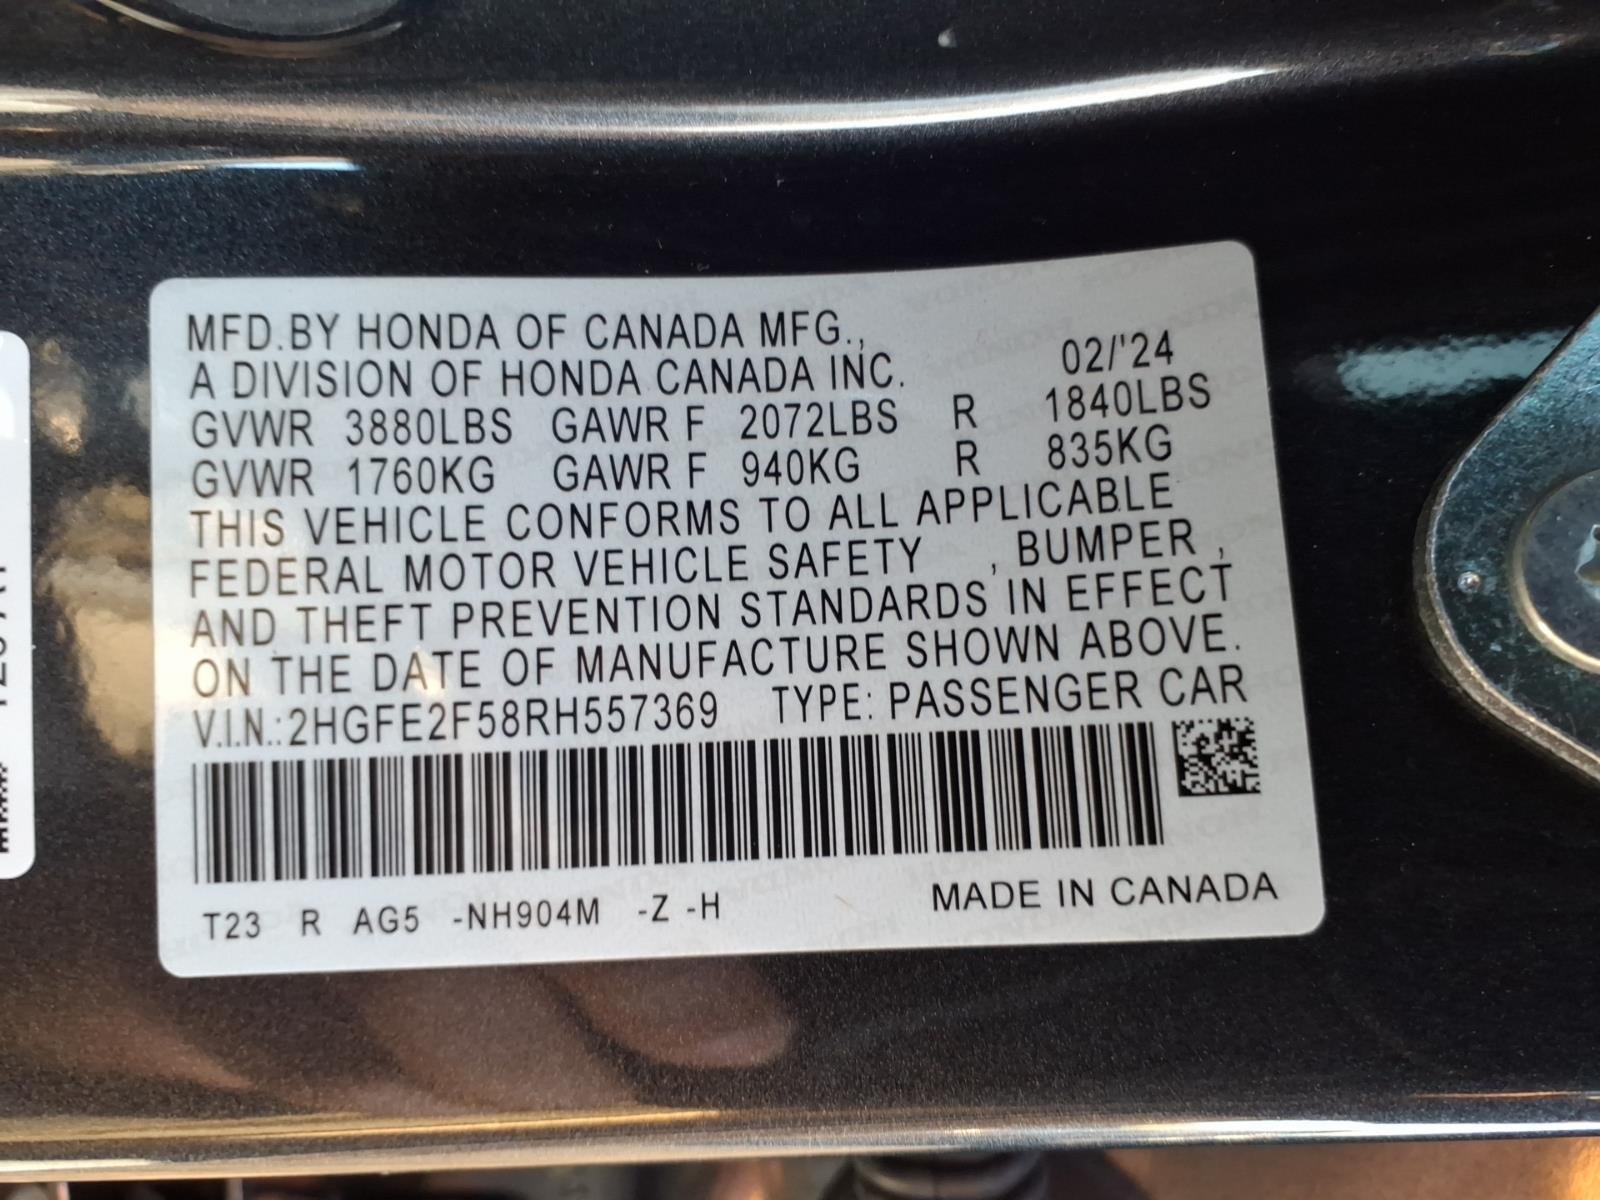 MFD.BY HONDA OF CANADA MFG.,
A DIVISION OF HONDA CANADA INC. 02/'24
GVWR 3880LBS GAWR F 2072LBS R 1840LBS
GVWR 1760KG GAWR F 940KG R 835KG
THIS VEHICLE CONFORMS TO ALL APPLICABLE
FEDERAL MOTOR VEHICLE SAFETY , BUMPER ,
AND THEFT PREVENTION STANDARDS IN EFFECT
ON THE DATE OF MANUFACTURE SHOWN ABOVE.
V.I.N.:2HGFE2F58RH557369 TYPE: PASSENGER CAR
T23 R AG5 -NH904M -Z -H MADE IN CANADA